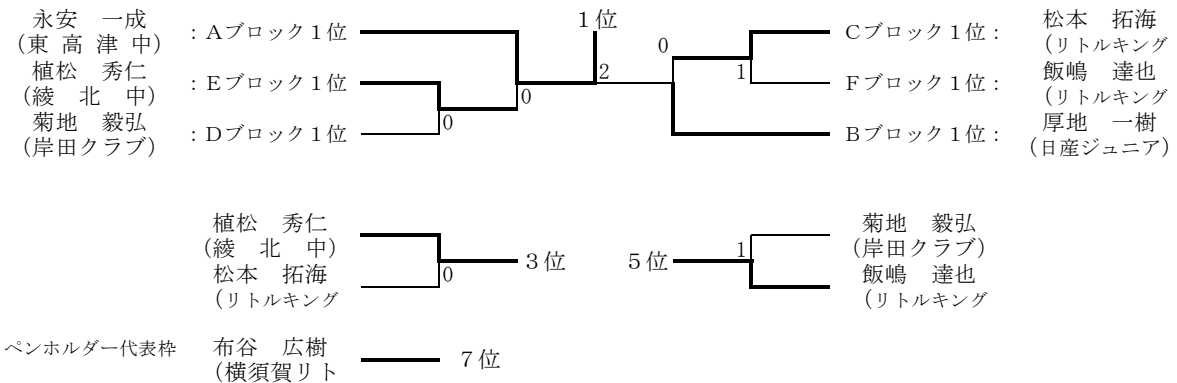 永安　一成
(東 高 津 中)
：Ａブロック１位
植松　秀仁
(綾　北　中)
：Ｅブロック１位
菊地　毅弘
(岸田クラブ)
：Ｄブロック１位
0
0
１位
2
0
1
松本　拓海
(リトルキング
Ｃブロック１位：
飯嶋　達也
(リトルキング
Ｆブロック１位：
厚地　一樹
(日産ジュニア)
Ｂブロック１位：
植松　秀仁
(綾　北　中)
松本　拓海
(リトルキング
0
３位
５位
1
菊地　毅弘
(岸田クラブ)
飯嶋　達也
(リトルキング
ペンホルダー代表枠
布谷　広樹
(横須賀リト
７位